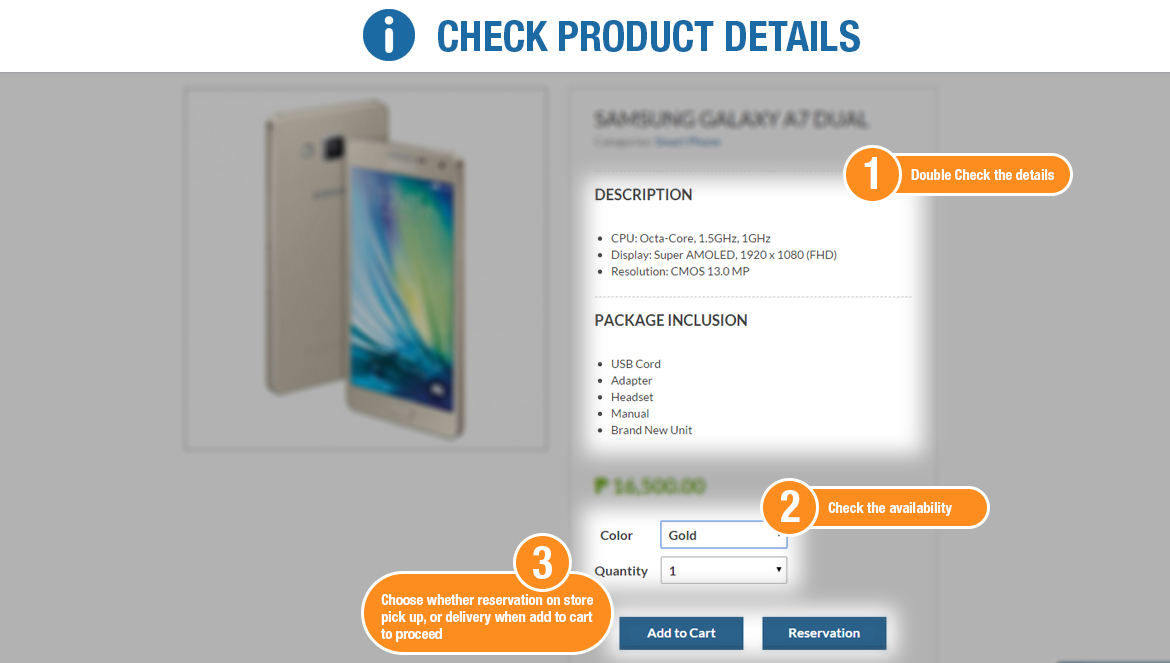 CHECK PRODUCT DETAILS
SAMSUNG GALAXY A7 DUAL
Categories: Smart Phone
1
Double Check the details
DESCRIPTION
CPU: Octa-Core, 1.5GHz, 1GHz
Display: Super AMOLED, 1920 x 1080 (FHD)
Resolution: CMOS 13.0 MP
PACKAGE INCLUSION
USB Cord
Adapter
Headset
Manual
Brand New Unit
₱ 16,500.00
2
Check the availability
Color
Gold
3
Quantity
1
Choose whether reservation on store
pick up, or delivery when add to cart
to proceed
Add to Cart
Reservation